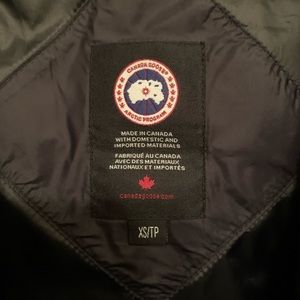 CANADA GOOSE
ARCTIC PROGRAM
MADE IN CANADA
WITH DOMESTIC AND
IMPORTED MATERIALS
FABRIQUÉ AU CANADA
AVEC DES MATERIAUX
NATIONAUX ET IMPORTÉS
canadagoose.com
XS/TP